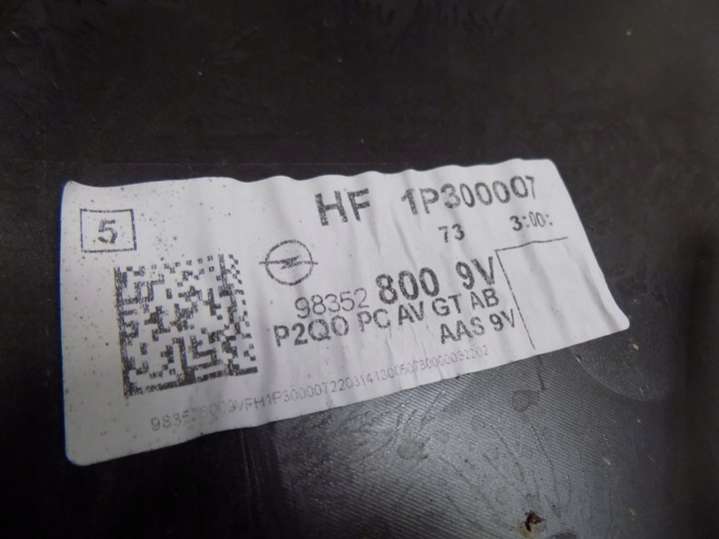 HF 1P300007
5
73 3:00:
98352 800 9V
P2QO PC AV GT AB
AAS 9V